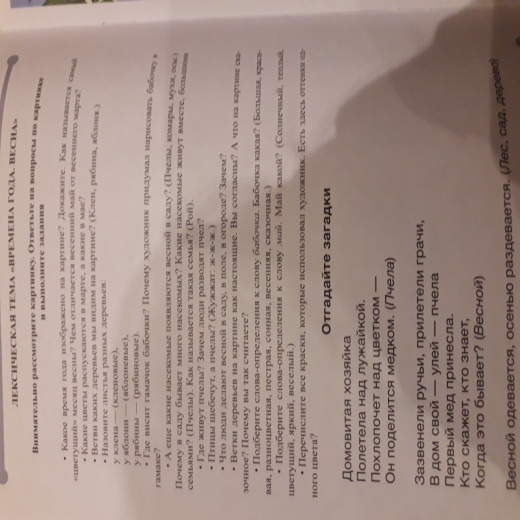 ЛЕКСИЧЕСКАЯ ТЕМА «ВРЕМЕНА ГОДА. ВЕСНА»
Внимательно рассмотрите картинку. Ответьте на вопросы по картинке
и выполните задания
• Какое время года изображено на картинке? Докажите. Как называется самый
«цветущий» месяц весны? Чем отличается весенний май от весеннего марта?
• Какие цветы распускаются в марте, а какие в мае?
• Ветви каких деревьев мы видим на картинке? (Клен, рябина, яблоня.)
• Назовите листья разных деревьев:
у клена — (кленовые),
у яблони — (яблоневые),
у рябины — (рябиновые).
• Где висит гамачок бабочки? Почему художник придумал нарисовать бабочку в
гамаке?
• А еще какие насекомые появляются весной в саду? (Пчелы, комары, мухи, осы.)
Почему в саду бывает много насекомых? Какие насекомые живут вместе, большими
семьями? (Пчелы). Как называется такая семья? (Рой).
• Где живут пчелы? Зачем люди разводят пчел?
• Птицы щебечут, а пчелы? (Жужжат: ж-ж-ж.)
Что люди делают весной в саду, в поле, в огороде? Зачем?
• Ветки деревьев на картине как настоящие. Вы согласны? А что на картине ска-
зочное? Почему вы так считаете?
• Подберите слова-определения к слову бабочка. Бабочка какая? (Большая, краси-
вая, разноцветная, пестрая, сонная, весенняя, сказочная.)
• Подберите слова-определения к слову май. Май какой? (Солнечный, теплый,
цветущий, яркий, веселый.)
• Перечислите все краски, которые использовал художник. Есть здесь оттенки од-
ного цвета?
Отгадайте загадки
Домовитая хозяйка
Полетела над лужайкой.
Похлопочет над цветком —
Он поделится медком. (Пчела)
Зазвенели ручьи, прилетели грачи,
В дом свой — улей — пчела
Первый мед принесла.
Кто скажет, кто знает,
Когда это бывает? (Весной)
Весной одевается, осенью раздевается. (Лес, сад, дерево)